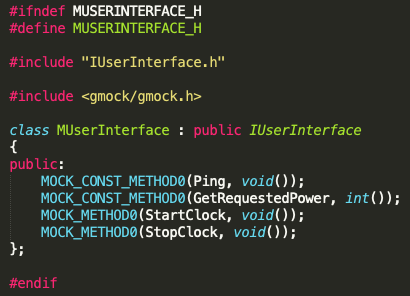 #ifndef MUSERINTERFACE_H
#define MUSERINTERFACE_H
#include "IUserInterface.h"
#include <gmock/gmock.h>
class MUserInterface : public IUserInterface
{
public:
MOCK_CONST_METHOD0(Ping, void());
MOCK_CONST_METHOD0(GetRequestedPower, int());
MOCK_METHOD0(StartClock, void());
MOCK_METHOD0(StopClock, void());
};
#endif